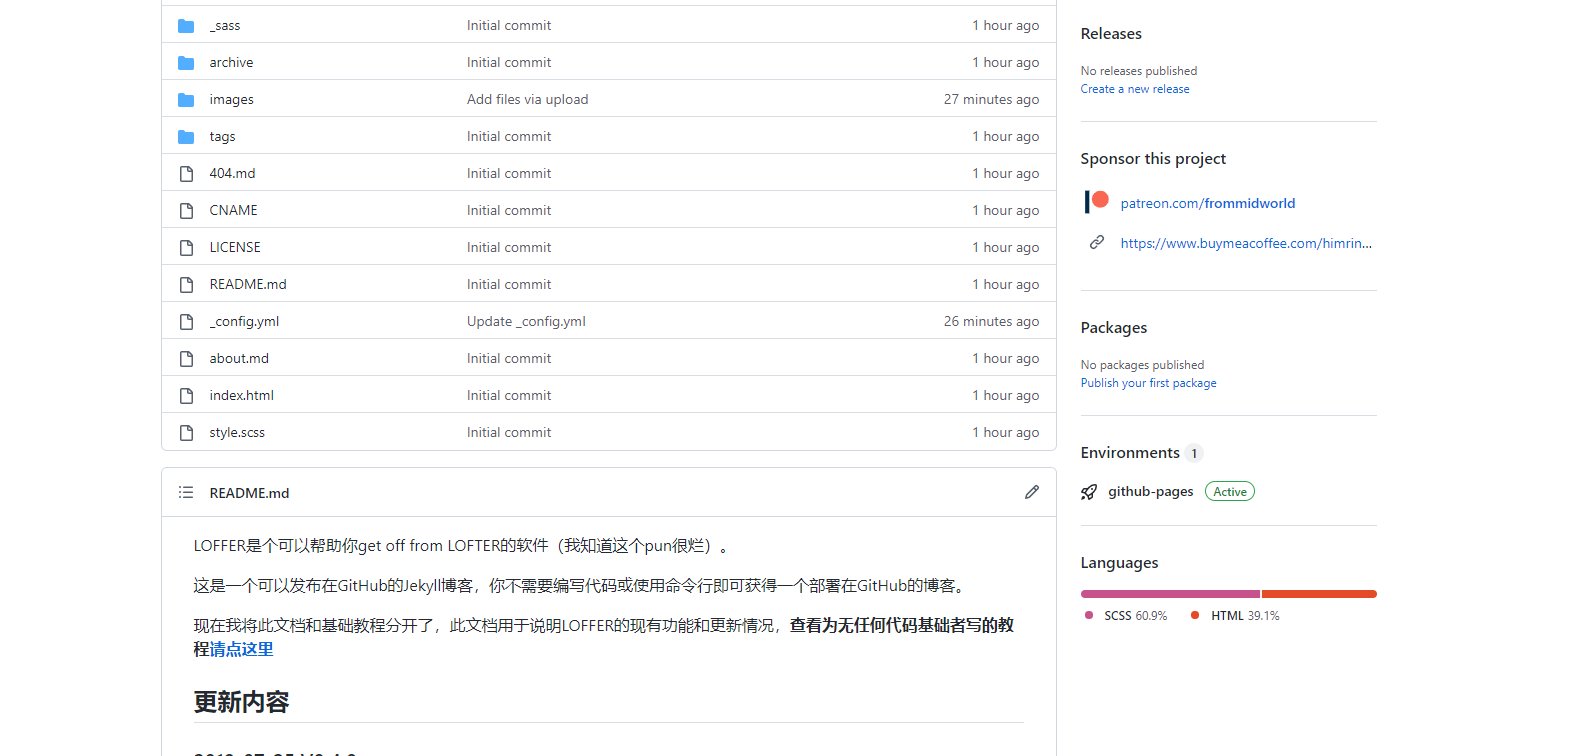 _sass Initial commit 1 hour ago
archive Initial commit 1 hour ago
images Add files via upload 27 minutes ago
tags Initial commit 1 hour ago
404.md Initial commit 1 hour ago
CNAME Initial commit 1 hour ago
LICENSE Initial commit 1 hour ago
README.md Initial commit 1 hour ago
_config.yml Update _config.yml 26 minutes ago
about.md Initial commit 1 hour ago
index.html Initial commit 1 hour ago
style.scss Initial commit 1 hour ago
README.md
LOFFER是个可以帮助你get off from LOFTER的软件（我知道这个pun很烂）。
这是一个可以发布在GitHub的Jekyll博客，你不需要编写代码或使用命令行即可获得一个部署在GitHub的博客。
现在我将此文档和基础教程分开了，此文档用于说明LOFFER的现有功能和更新情况，查看为无任何代码基础者写的教
程请点这里
更新内容
Releases
No releases published
Create a new release
Sponsor this project
patreon.com/frommidworld
https://www.buymeacoffee.com/himrin...
Packages
No packages published
Publish your first package
Environments 1
github-pages Active
Languages
SCSS 60.9% HTML 39.1%